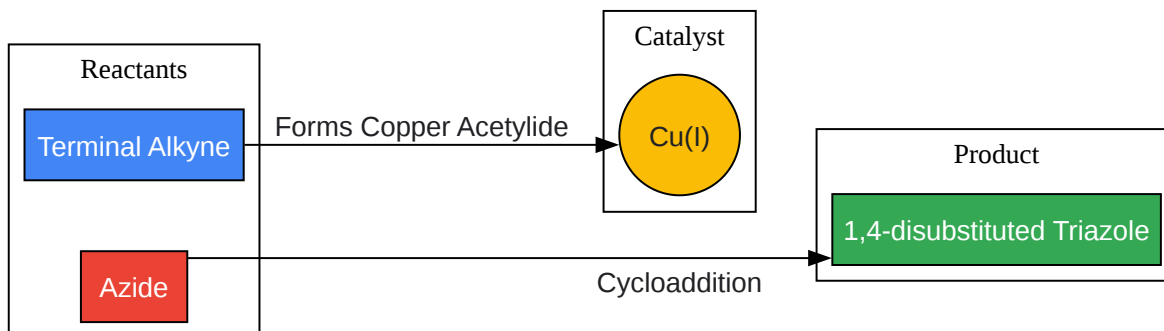 Reactants
Terminal Alkyne
Azide
Forms Copper Acetylide
Catalyst
Cu(I)
Cycloaddition
Product
1,4-disubstituted Triazole